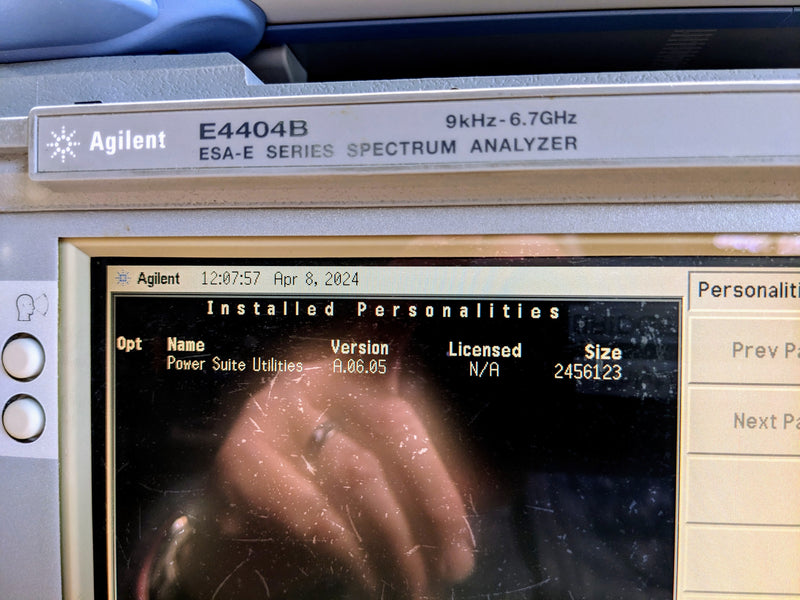 Agilent E4404B 9kHz-6.7GHz
ESA-E SERIES SPECTRUM ANALYZER
Agilent 12:07:57 Apr 8, 2024
Installed Personalities
Opt Name Version Licensed Size
Power Suite Utilities A.06.05 N/A 2456123
Personaliti
Prev Pa
Next Pa